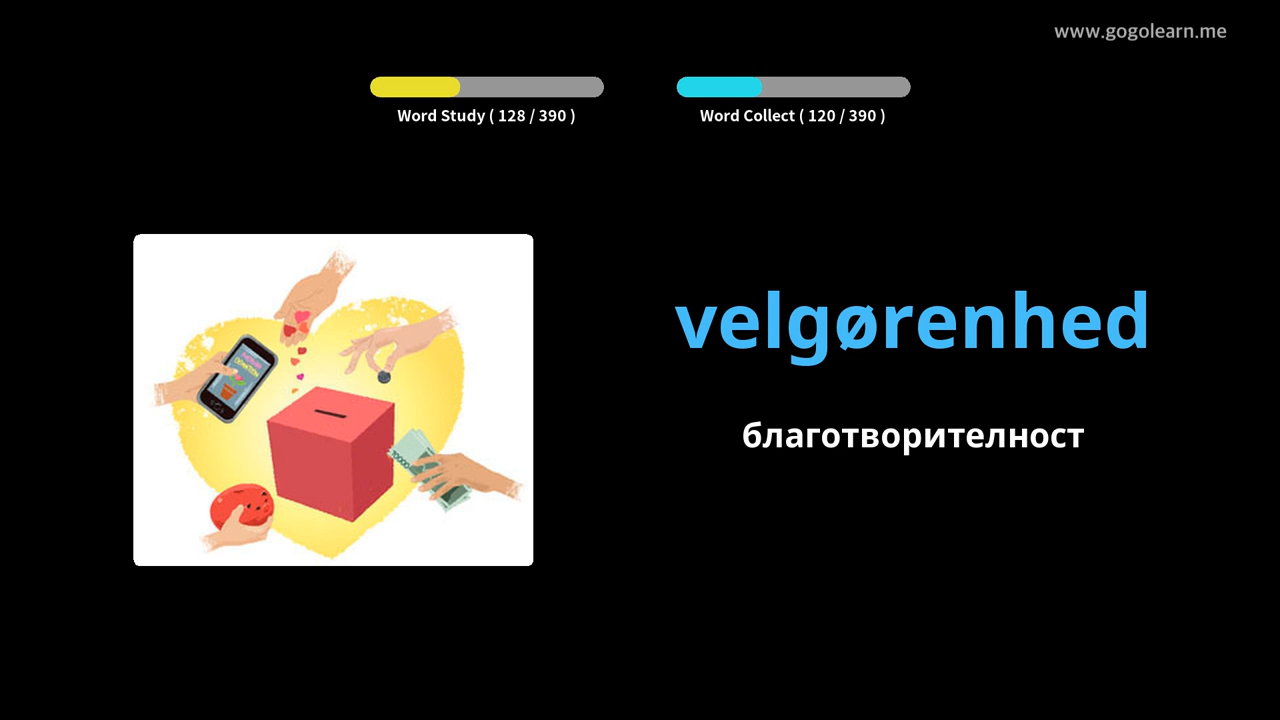 www.gogolearn.me
Word Study ( 128 / 390 )
Word Collect ( 120 / 390 )
velgørenhed
благотворителност